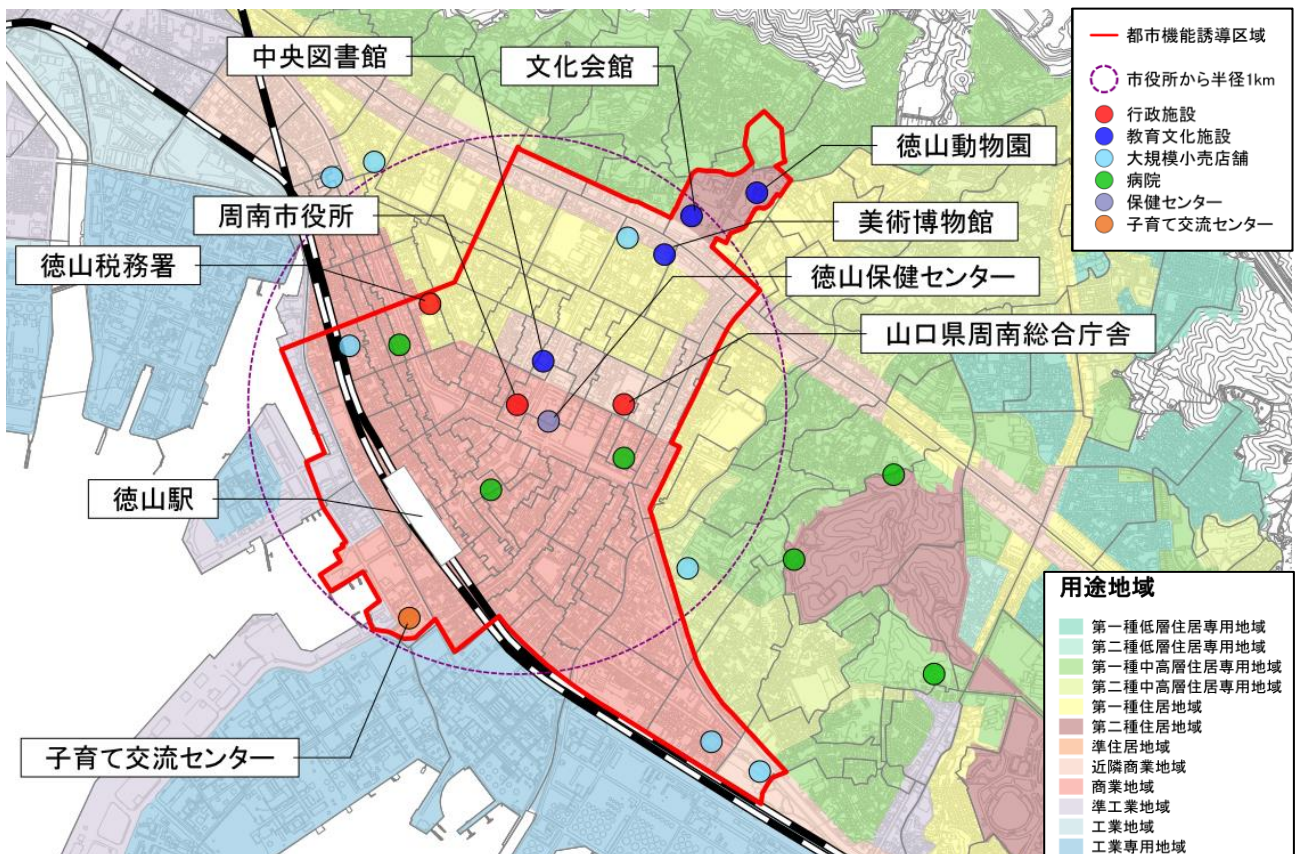 中央図書館
文化会館
徳山動物園
周南市役所
美術博物館
徳山税務署
徳山保健センター
山口県周南総合庁舎
徳山駅
子育て交流センター
都市機能誘導区域
市役所から半径1km
行政施設
教育文化施設
大規模小売店舗
病院
保健センター
子育て交流センター
用途地域
第一種低層住居専用地域
第二種低層住居専用地域
第一種中高層住居専用地域
第二種中高層住居専用地域
第一種住居地域
第二種住居地域
準住居地域
近隣商業地域
商業地域
準工業地域
工業地域
工業専用地域